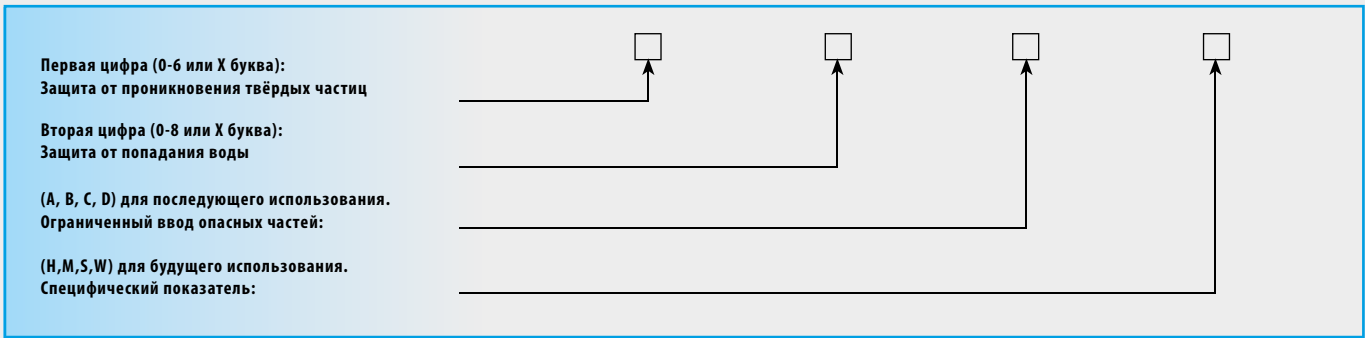 Первая цифра (0-6 или X буква):
Защита от проникновения твёрдых частиц
Вторая цифра (0-8 или X буква):
Защита от попадания воды
(A, B, C, D) для последующего использования.
Ограниченный ввод опасных частей:
(H,M,S,W) для будущего использования.
Специфический показатель: